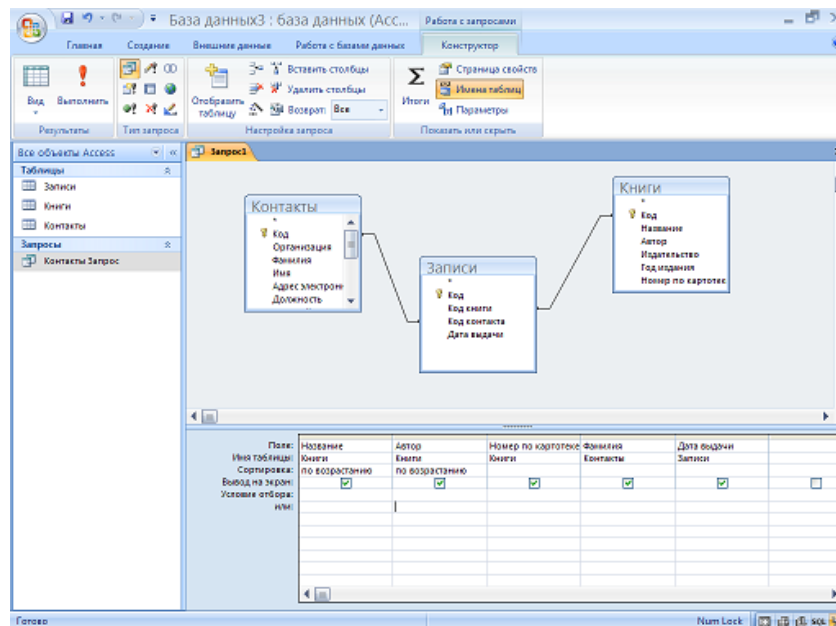 База данных3 : база данных (Acc...
Работа с запросами
Главная Создание Внешние данные Работа с базами данных Конструктор
Вид
Выполнить
Результаты
Тип запроса
Отобразить таблицу
Вставить столбцы
Удалить столбцы
Возврат: Все
Настройка запроса
Итоги
Страница свойств
Имена таблиц
Параметры
Показать или скрыть
Все объекты Access
Таблицы
Записи
Книги
Контакты
Запросы
Контакты Запрос
Запрос1
Контакты
*
Код
Организация
Фамилия
Имя
Адрес электронн
Должность
Записи
*
Код
Код книги
Код контакта
Дата выдачи
Книги
*
Код
Название
Автор
Издательство
Год издания
Номер по картотек
Поле: Название Автор Номер по картотеке Фамилия Дата выдачи
Имя таблицы: Книги Книги Книги Контакты Записи
Сортировка: по возрастанию по возрастанию
Вывод на экран:
Условие отбора:
или:
Готово
Num Lock
SQL